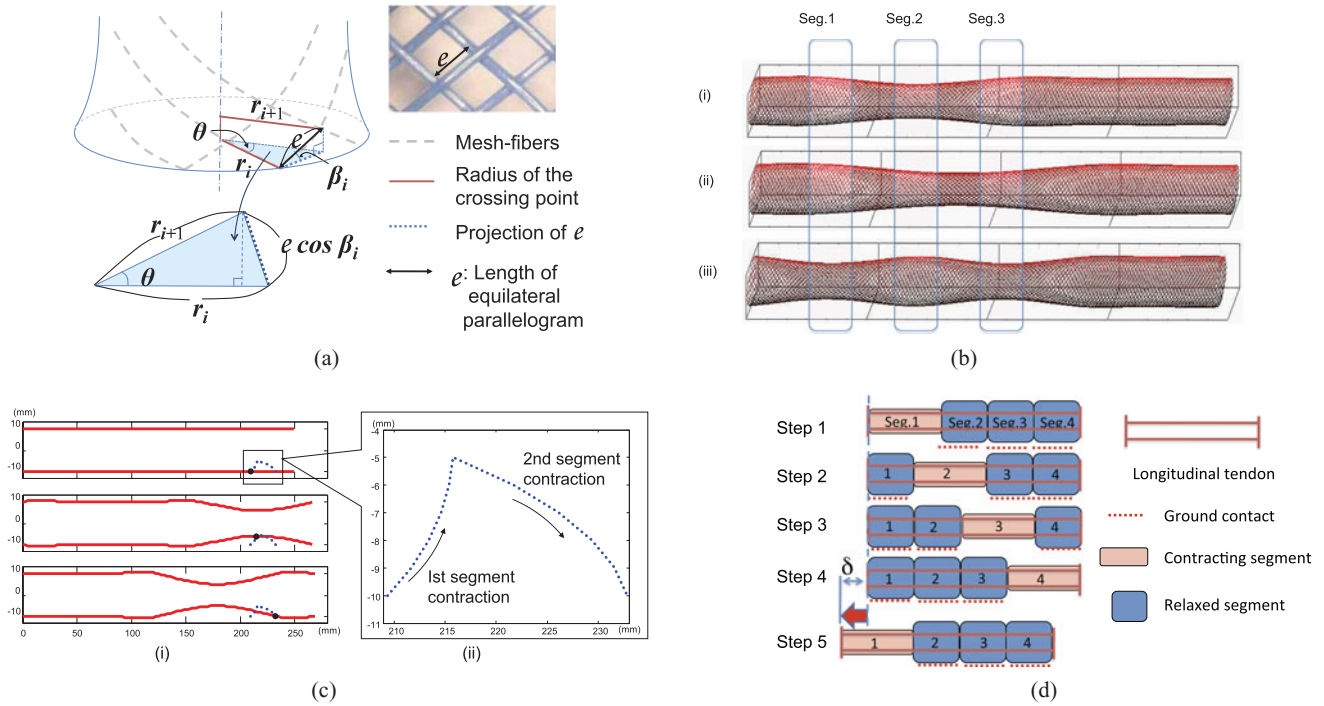 r_{i+1}
θ
e
r_i
β_i
r_{i+1}
e cos β_i
θ
r_i
e
Mesh-fibers
Radius of the
crossing point
Projection of e
e: Length of
equilateral
parallelogram
(a)
Seg.1 Seg.2 Seg.3
(i)
(ii)
(iii)
(b)
(mm)
10
0
-10
10
0
-10
10
0
-10
0 50 100 150 200 250 (mm)
(i)
(mm)
-4
-5
-6
-7
-8
-9
-10
-11
2nd segment
contraction
Ist segment
contraction
210 215 220 225 230 (mm)
(ii)
(c)
Step 1 Seg.1 Seg.2 Seg.3 Seg.4
Step 2 1 2 3 4
Step 3 1 2 3 4
Step 4 1 2 3 4
δ
Step 5 1 2 3 4
Longitudinal tendon
Ground contact
Contracting segment
Relaxed segment
(d)